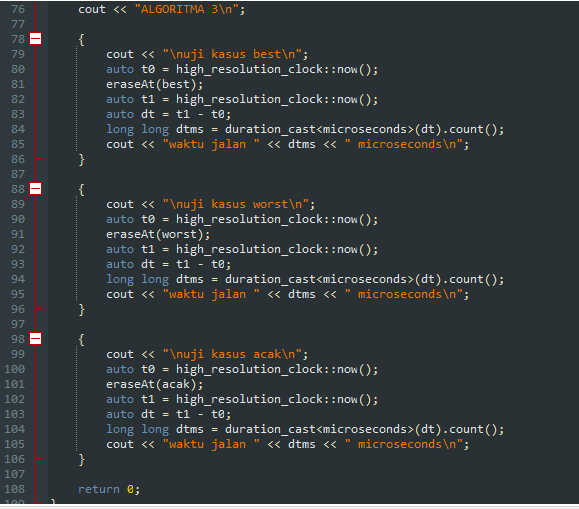 76 cout << "ALGORITMA 3\n";
77
78 {
79 cout << "\nuji kasus best\n";
80 auto t0 = high_resolution_clock::now();
81 eraseAt(best);
82 auto t1 = high_resolution_clock::now();
83 auto dt = t1 - t0;
84 long long dtms = duration_cast<microseconds>(dt).count();
85 cout << "waktu jalan " << dtms << " microseconds\n";
86 }
87
88 {
89 cout << "\nuji kasus worst\n";
90 auto t0 = high_resolution_clock::now();
91 eraseAt(worst);
92 auto t1 = high_resolution_clock::now();
93 auto dt = t1 - t0;
94 long long dtms = duration_cast<microseconds>(dt).count();
95 cout << "waktu jalan " << dtms << " microseconds\n";
96 }
97
98 {
99 cout << "\nuji kasus acak\n";
100 auto t0 = high_resolution_clock::now();
101 eraseAt(acak);
102 auto t1 = high_resolution_clock::now();
103 auto dt = t1 - t0;
104 long long dtms = duration_cast<microseconds>(dt).count();
105 cout << "waktu jalan " << dtms << " microseconds\n";
106 }
107
108 return 0;